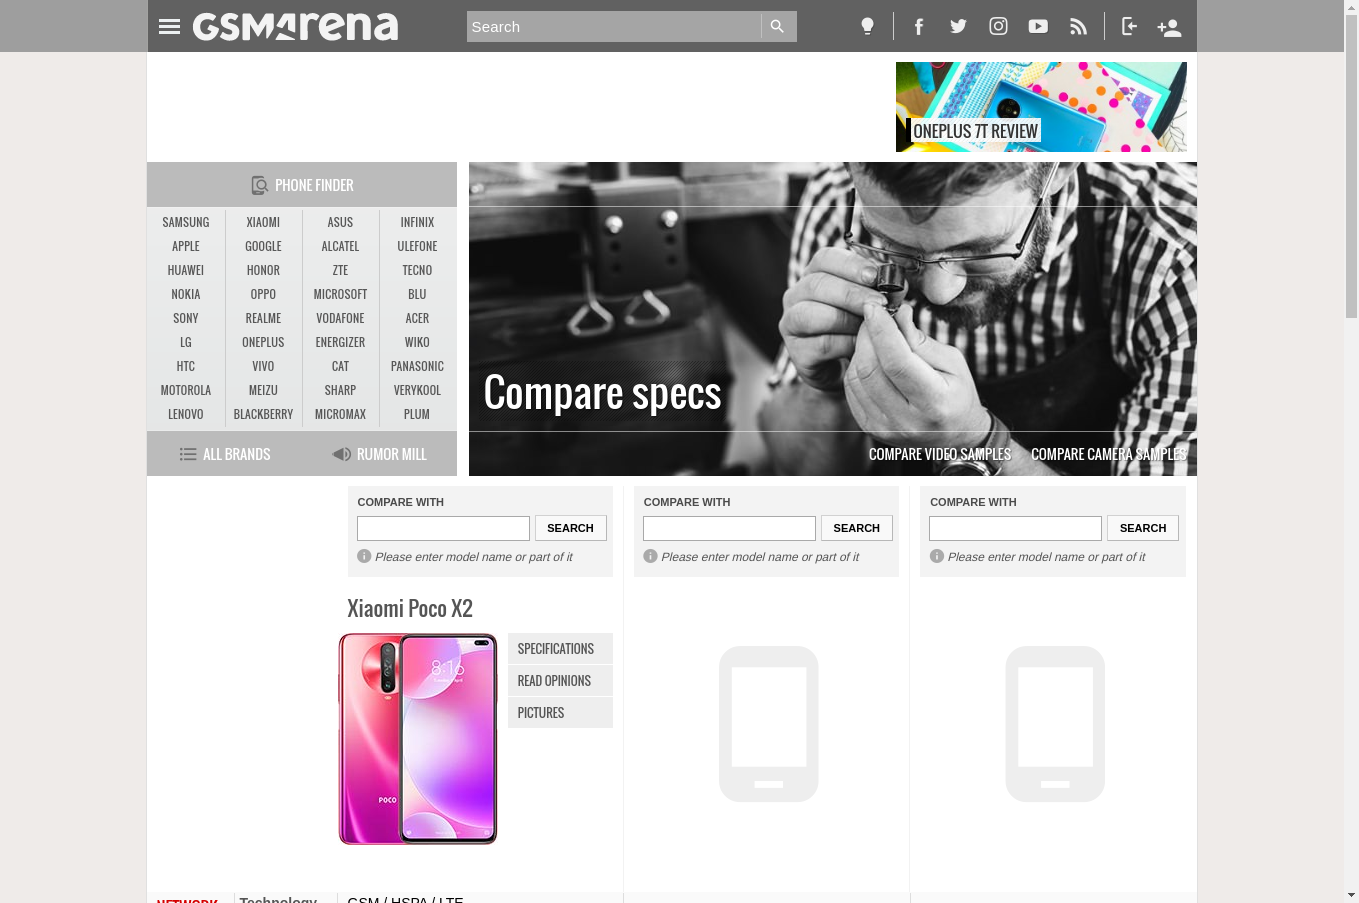 GSMArena
Search
ONEPLUS 7T REVIEW
PHONE FINDER
SAMSUNG XIAOMI ASUS INFINIX
APPLE GOOGLE ALCATEL ULEFONE
HUAWEI HONOR ZTE TECNO
NOKIA OPPO MICROSOFT BLU
SONY REALME VODAFONE ACER
LG ONEPLUS ENERGIZER WIKO
HTC VIVO CAT PANASONIC
MOTOROLA MEIZU SHARP VERYKOOL
LENOVO BLACKBERRY MICROMAX PLUM
ALL BRANDS RUMOR MILL
Compare specs
COMPARE VIDEO SAMPLES COMPARE CAMERA SAMPLES
COMPARE WITH COMPARE WITH COMPARE WITH
SEARCH SEARCH SEARCH
Please enter model name or part of it Please enter model name or part of it Please enter model name or part of it
Xiaomi Poco X2
8:16
POCO
SPECIFICATIONS
READ OPINIONS
PICTURES
NETWORK Technology GSM / HSPA / LTE